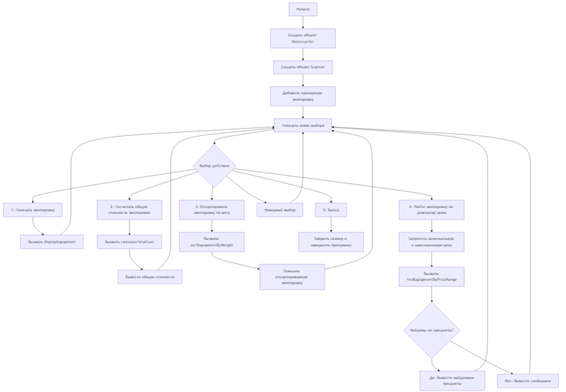 Начало
Создать объект
Motorcyclist
Создать объект Scanner
Добавить примерную
экипировку
Показать меню выбора
Выбор действия
1: Показать экипировку
2: Посчитать общую
стоимость экипировки
3: Отсортировать
экипировку по весу
Неверный выбор
5: Выход
4: Найти экипировку по
диапазону цены
Вызвать displayEquipment
Вызвать calculateTotalCost
Вызвать
sortEquipmentByWeight
Закрыть сканер и
завершить программу
Запросить минимальную
и максимальную цену
Вывести общую стоимость
Показать
отсортированную
экипировку
Вызвать
findEquipmentByPriceRange
Найдены ли предметы?
Да: Вывести найденные
предметы
Нет: Вывести сообщение